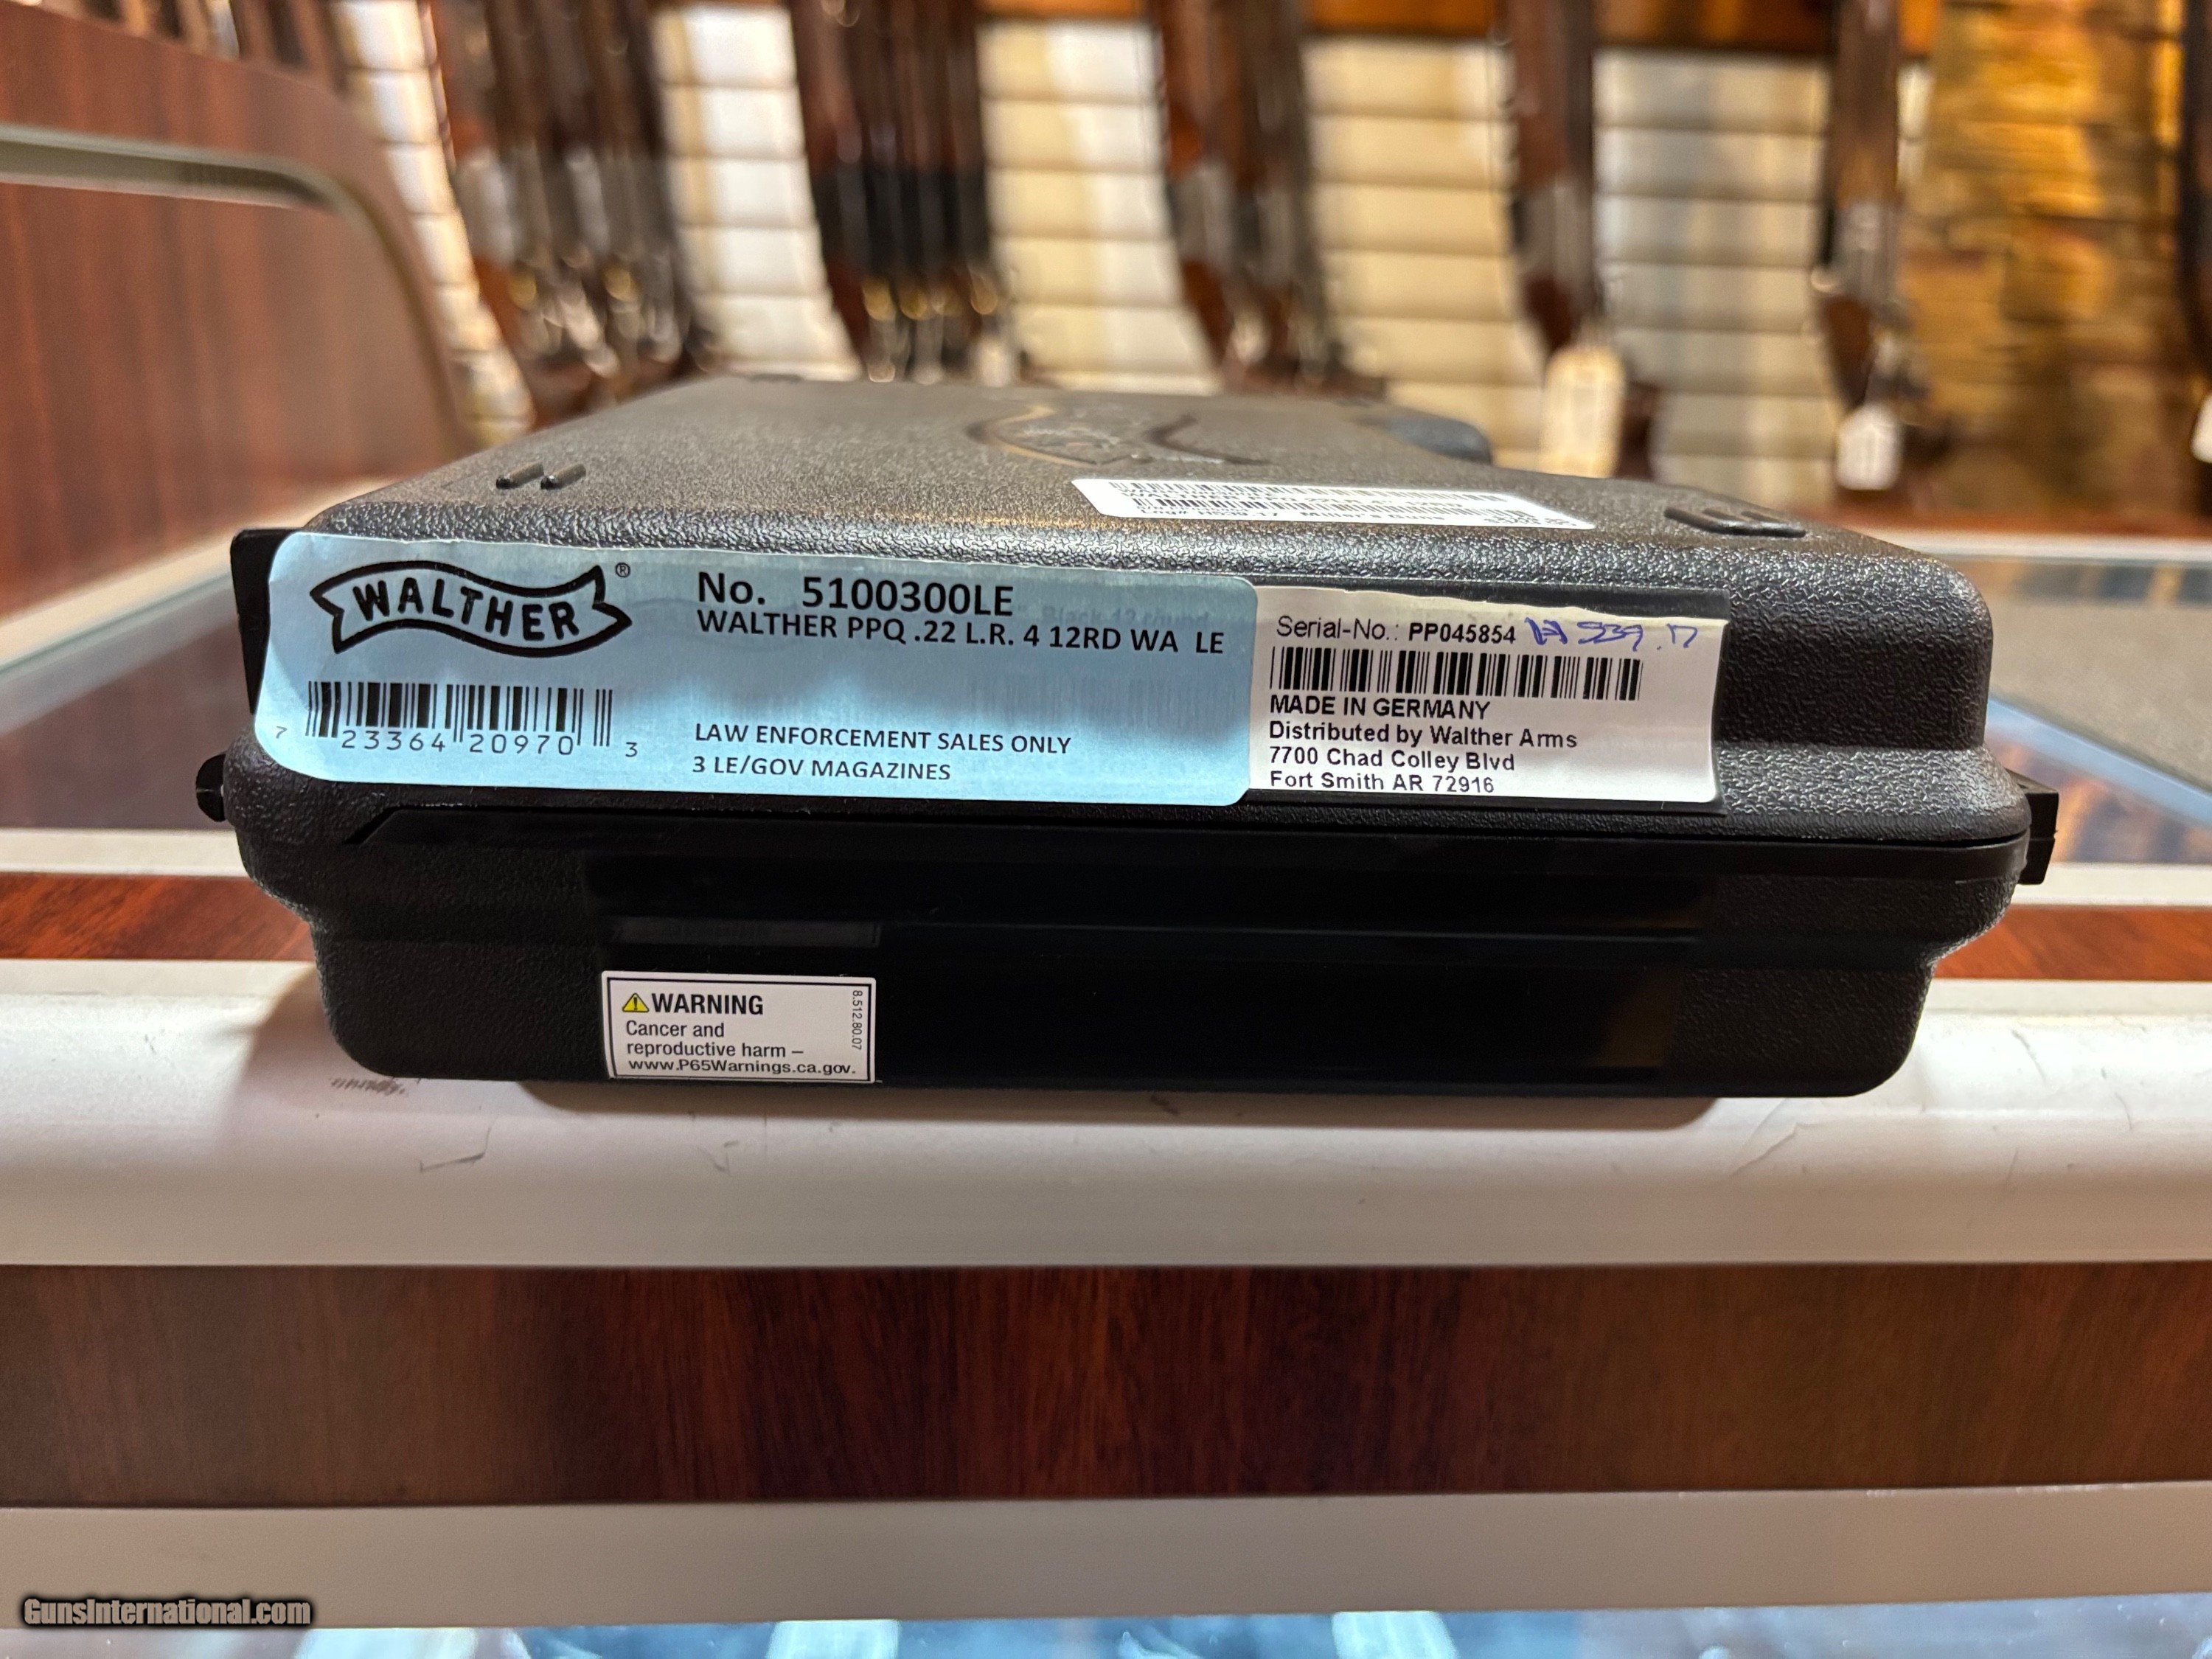 WALTHER®
No. 5100300LE
WALTHER PPQ .22 L.R. 4 12RD WA LE
7 23364 20970 3
LAW ENFORCEMENT SALES ONLY
3 LE/GOV MAGAZINES
Serial-No.: PP045854
MADE IN GERMANY
Distributed by Walther Arms
7700 Chad Colley Blvd
Fort Smith AR 72916
WARNING
Cancer and
reproductive harm –
www.P65Warnings.ca.gov.
8.512.80.07
GunsInternational.com